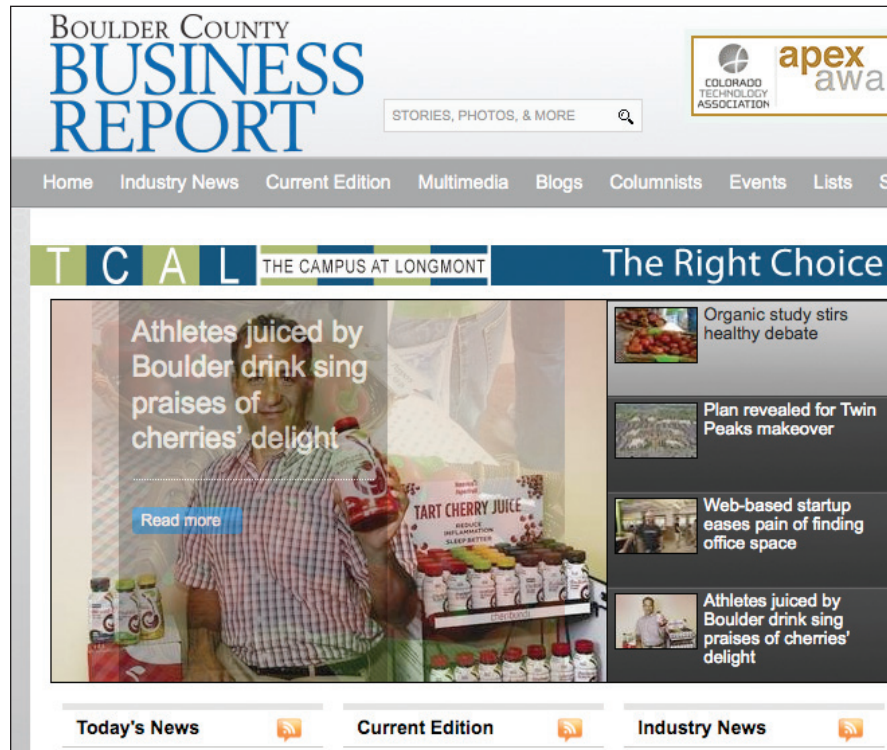 BOULDER COUNTY
BUSINESS
REPORT
STORIES, PHOTOS, & MORE
COLORADO
TECHNOLOGY
ASSOCIATION
apex
awa
Home Industry News Current Edition Multimedia Blogs Columnists Events Lists S
T C A L THE CAMPUS AT LONGMONT The Right Choice
Athletes juiced by
Boulder drink sing
praises of
cherries' delight
Read more
America's
TART CHERRY JUICE
REDUCE
INFLAMMATION
SLEEP BETTER
cheribundi
Organic study stirs
healthy debate
Plan revealed for Twin
Peaks makeover
Web-based startup
eases pain of finding
office space
Athletes juiced by
Boulder drink sing
praises of cherries'
delight
Today's News Current Edition Industry News